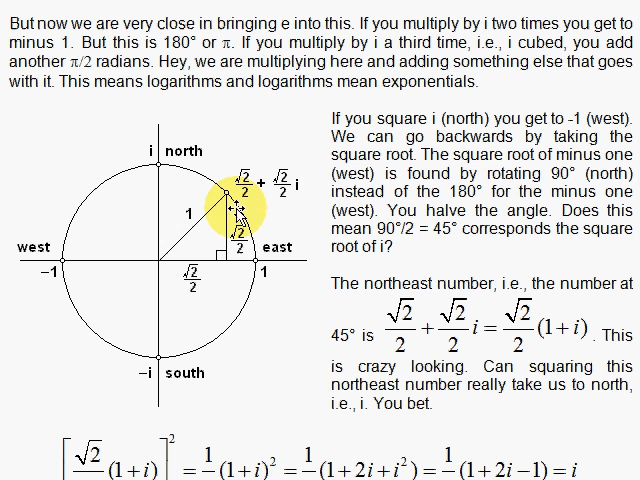 But now we are very close in bringing e into this. If you multiply by i two times you get to
minus 1. But this is 180° or π. If you multiply by i a third time, i.e., i cubed, you add
another π/2 radians. Hey, we are multiplying here and adding something else that goes
with it. This means logarithms and logarithms mean exponentials.
i north
√2/2 + √2/2 i
1
√2/2
west
east
−1
√2/2
1
−i south
If you square i (north) you get to -1 (west).
We can go backwards by taking the
square root. The square root of minus one
(west) is found by rotating 90° (north)
instead of the 180° for the minus one
(west). You halve the angle. Does this
mean 90°/2 = 45° corresponds the square
root of i?
The northeast number, i.e., the number at
45° is √2/2 + √2/2 i = √2/2 (1+i) . This
is crazy looking. Can squaring this
northeast number really take us to north,
i.e., i. You bet.
[√2 (1+i)]² = 1/2 (1+i)² = 1/2 (1+2i+i²) = 1/2 (1+2i−1) = i